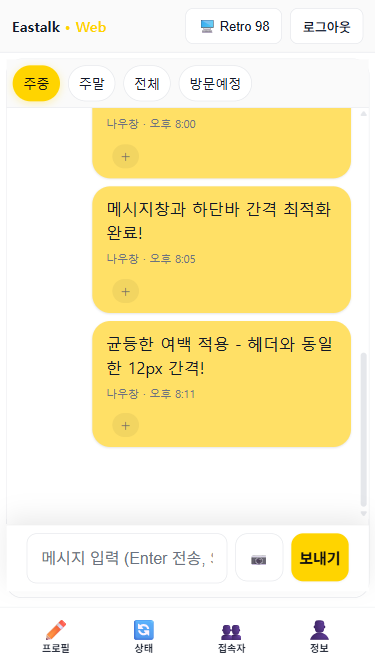 Eastalk • Web
Retro 98
로그아웃
주중
주말
전체
방문예정
나우창 · 오후 8:00
+
메시지창과 하단바 간격 최적화
완료!
나우창 · 오후 8:05
+
균등한 여백 적용 - 헤더와 동일
한 12px 간격!
나우창 · 오후 8:11
+
메시지 입력 (Enter 전송,
보내기
프로필
상태
접속자
정보